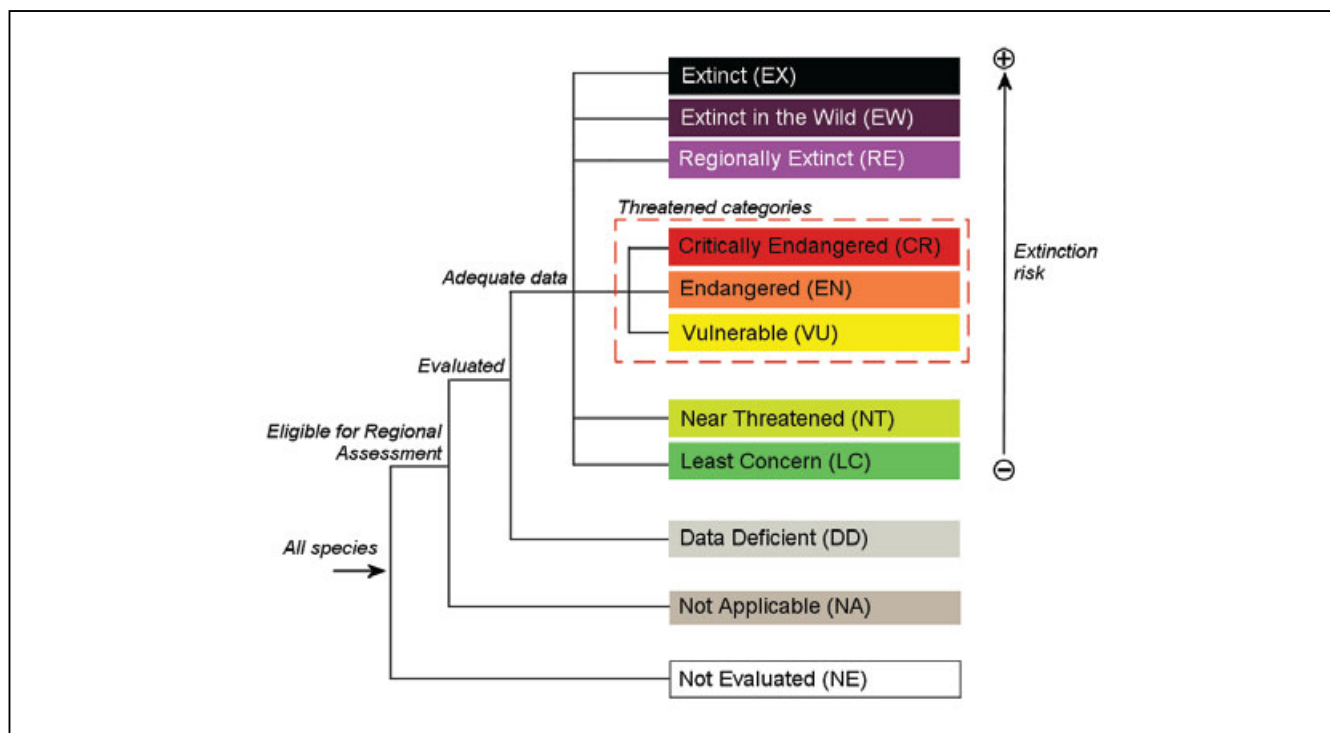 Extinct (EX)
Extinct in the Wild (EW)
Regionally Extinct (RE)
Threatened categories
Critically Endangered (CR)
Adequate data
Endangered (EN)
Extinction
risk
Vulnerable (VU)
Evaluated
Near Threatened (NT)
Eligible for Regional
Assessment
Least Concern (LC)
Data Deficient (DD)
All species
Not Applicable (NA)
Not Evaluated (NE)